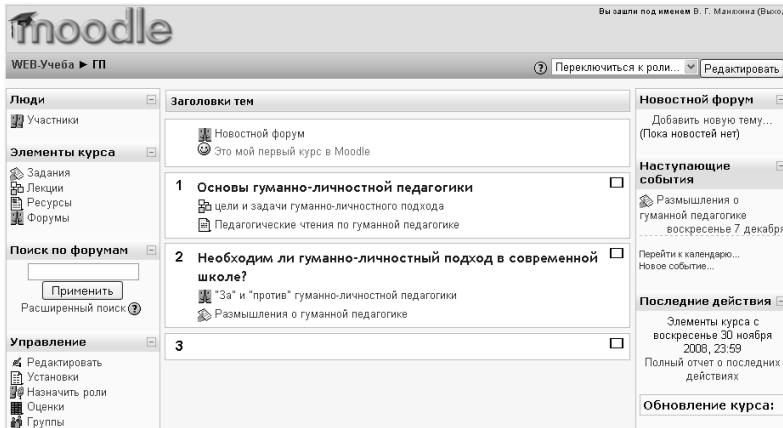 moodle
Вы зашли под именем В. Г. Маниожина (Выход
WEB-Учеба ► ГП
Переключиться к роли...
Редактировать
Люди
Участники
Элементы курса
Задания
Лекции
Ресурсы
Форумы
Поиск по форумам
Применить
Расширенный поиск
Управление
Редактировать
Установки
Назначить роли
Оценки
Группы
Заголовки тем
Новостной форум
Это мой первый курс в Moodle
1 Основы гуманно-личностной педагогики
цели и задачи гуманно-личностного подхода
Педагогические чтения по гуманной педагогике
2 Необходим ли гуманно-личностный подход в современной
школе?
"За" и "против" гуманно-личностной педагогики
Размышления о гуманной педагогике
3
Новостной форум
Добавить новую тему...
(Пока новостей нет)
Наступающие
события
Размышления о
гуманной педагогике
воскресенье 7 декабря
Перейти к календарю...
Новое событие...
Последние действия
Элементы курса с
воскресенье 30 ноября
2008, 23:59
Полный отчет о последних
действиях
Обновление курса: